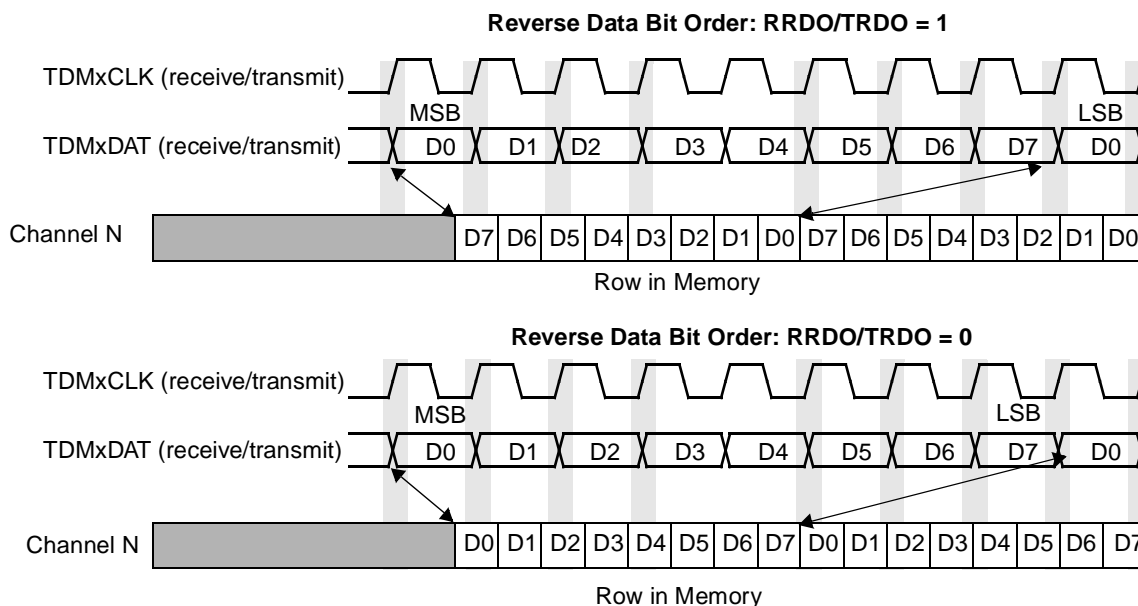 Reverse Data Bit Order: RRDO/TRDO = 1
TDMxCLK (receive/transmit)
MSB LSB
TDMxDAT (receive/transmit) D0 D1 D2 D3 D4 D5 D6 D7 D0
Channel N D7 D6 D5 D4 D3 D2 D1 D0 D7 D6 D5 D4 D3 D2 D1 D0
Row in Memory
Reverse Data Bit Order: RRDO/TRDO = 0
TDMxCLK (receive/transmit)
MSB LSB
TDMxDAT (receive/transmit) D0 D1 D2 D3 D4 D5 D6 D7 D0
Channel N D0 D1 D2 D3 D4 D5 D6 D7 D0 D1 D2 D3 D4 D5 D6 D7
Row in Memory